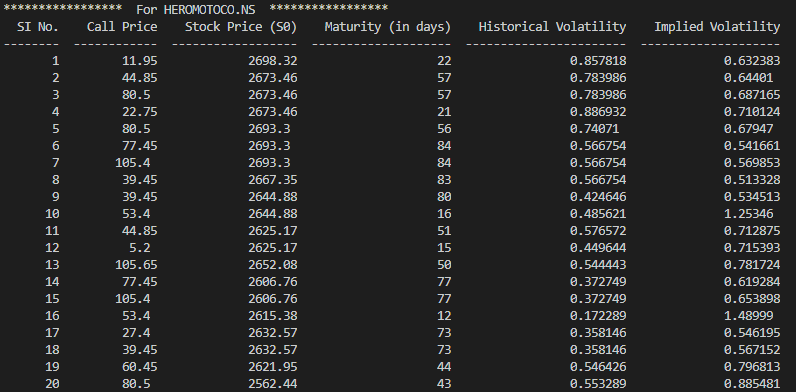 ***************** For HEROMOTOCO.NS *****************
SI No. Call Price Stock Price (S0) Maturity (in days) Historical Volatility Implied Volatility
-------- ------------ ------------------ -------------------- ----------------------- --------------------
1 11.95 2698.32 22 0.857818 0.632383
2 44.85 2673.46 57 0.783986 0.64401
3 80.5 2673.46 57 0.783986 0.687165
4 22.75 2673.46 21 0.886932 0.710124
5 80.5 2693.3 56 0.74071 0.67947
6 77.45 2693.3 84 0.566754 0.541661
7 105.4 2693.3 84 0.566754 0.569853
8 39.45 2667.35 83 0.566754 0.513328
9 39.45 2644.88 80 0.424646 0.534513
10 53.4 2644.88 16 0.485621 1.25346
11 44.85 2625.17 51 0.576572 0.712875
12 5.2 2625.17 15 0.449644 0.715393
13 105.65 2652.08 50 0.544443 0.781724
14 77.45 2606.76 77 0.372749 0.619284
15 105.4 2606.76 77 0.372749 0.653898
16 53.4 2615.38 12 0.172289 1.48999
17 27.4 2632.57 73 0.358146 0.546195
18 39.45 2632.57 73 0.358146 0.567152
19 60.45 2621.95 44 0.546426 0.796813
20 80.5 2562.44 43 0.553289 0.885481